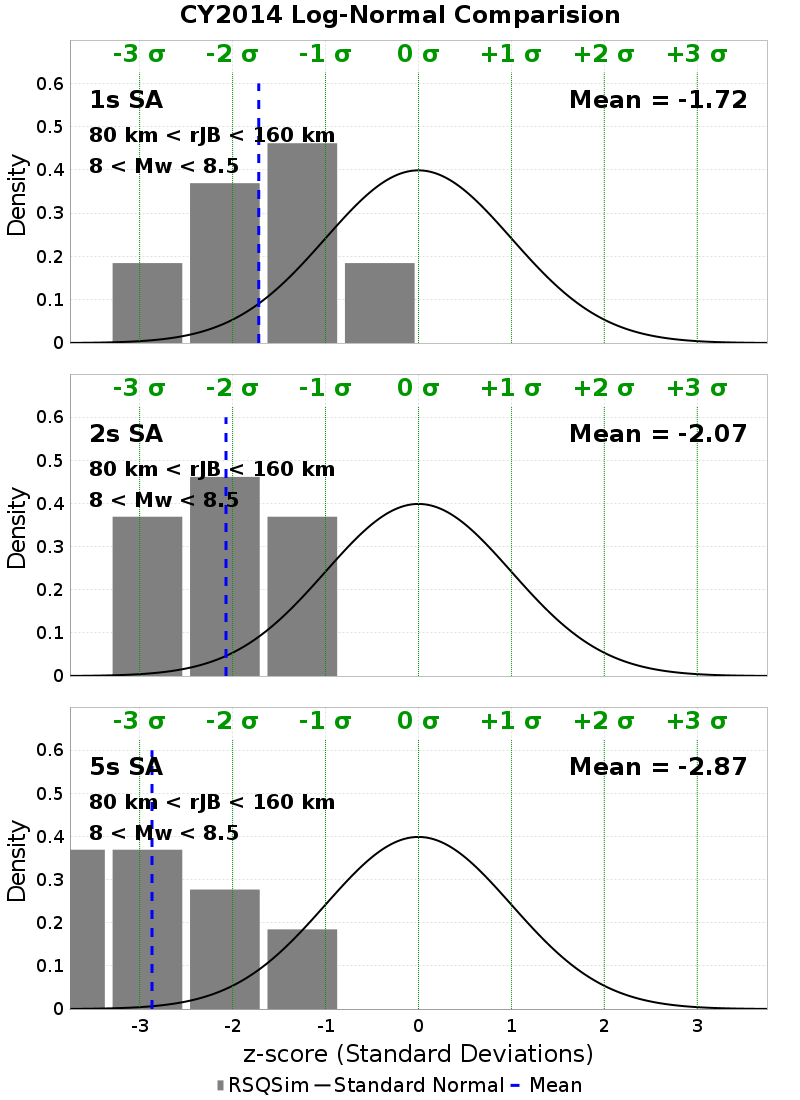 CY2014 Log-Normal Comparision
-3 σ -2 σ -1 σ 0 σ +1 σ +2 σ +3 σ
1s SA
Mean = -1.72
80 km < rJB < 160 km
8 < Mw < 8.5
Density
0.6
0.5
0.4
0.3
0.2
0.1
0
-3 σ -2 σ -1 σ 0 σ +1 σ +2 σ +3 σ
2s SA
Mean = -2.07
80 km < rJB < 160 km
8 < Mw < 8.5
Density
0.6
0.5
0.4
0.3
0.2
0.1
0
-3 σ -2 σ -1 σ 0 σ +1 σ +2 σ +3 σ
5s SA
Mean = -2.87
80 km < rJB < 160 km
8 < Mw < 8.5
Density
0.6
0.5
0.4
0.3
0.2
0.1
0
-3 -2 -1 0 1 2 3
z-score (Standard Deviations)
RSQSim Standard Normal Mean